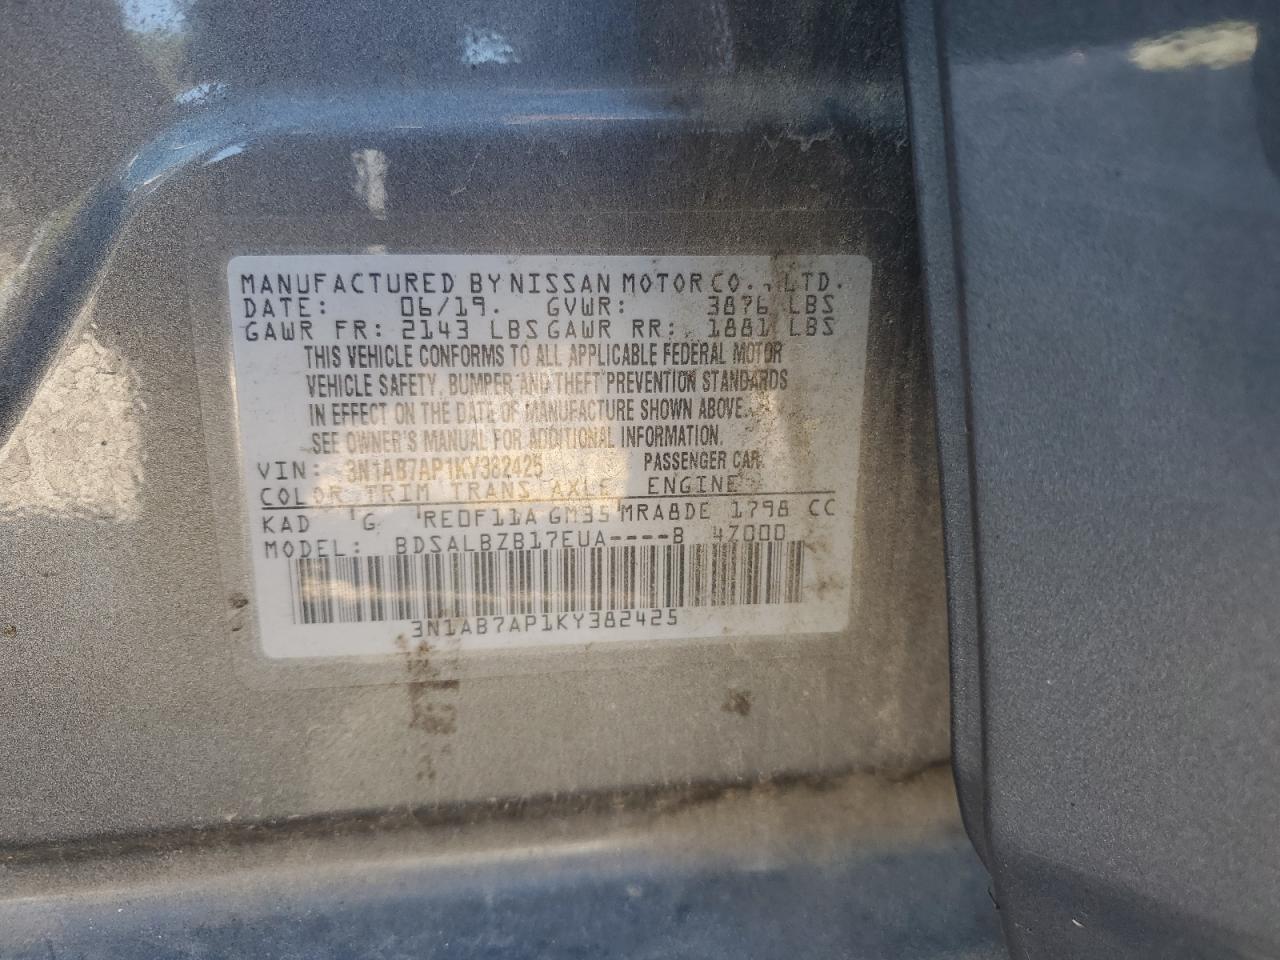 MANUFACTURED BY NISSAN MOTOR CO., LTD.
DATE: 06/19. GVWR: 3876 LBS
GAWR FR: 2143 LBS GAWR RR: 1881 LBS
THIS VEHICLE CONFORMS TO ALL APPLICABLE FEDERAL MOTOR
VEHICLE SAFETY, BUMPER AND THEFT PREVENTION STANDARDS
IN EFFECT ON THE DATE OF MANUFACTURE SHOWN ABOVE.
SEE OWNER'S MANUAL FOR ADDITIONAL INFORMATION.
VIN: 3N1AB7AP1KY382425 PASSENGER CAR
COLOR TRIM TRANS AXLE ENGINE
KAD G RE0F11A GM35 MRA8DE 1798 CC
MODEL: BDSALBZB17EUA----B 47000
3N1AB7AP1KY382425